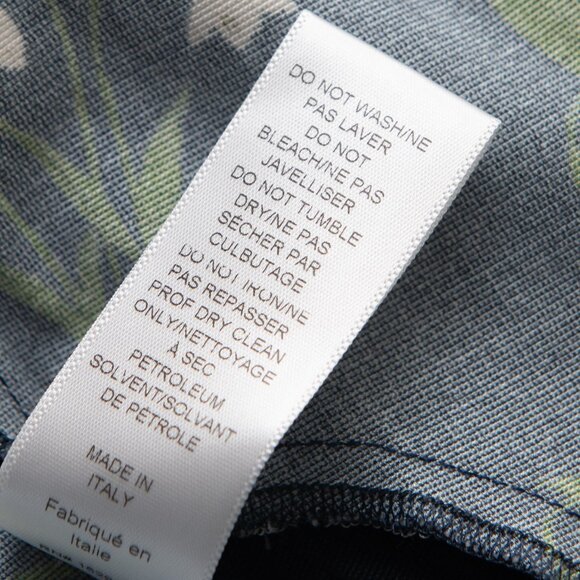 DO NOT WASH/NE
PAS LAVER
DO NOT
BLEACH/NE PAS
JAVELLISER
DO NOT TUMBLE
DRY/NE PAS
SÉCHER PAR
CULBUTAGE
DO NOT IRON/NE
PAS REPASSER
PROF DRY CLEAN
ONLY/NETTOYAGE
À SEC
PETROLEUM
SOLVENT/SOLVANT
DE PÉTROLE
MADE IN
ITALY
Fabriqué en
Italie